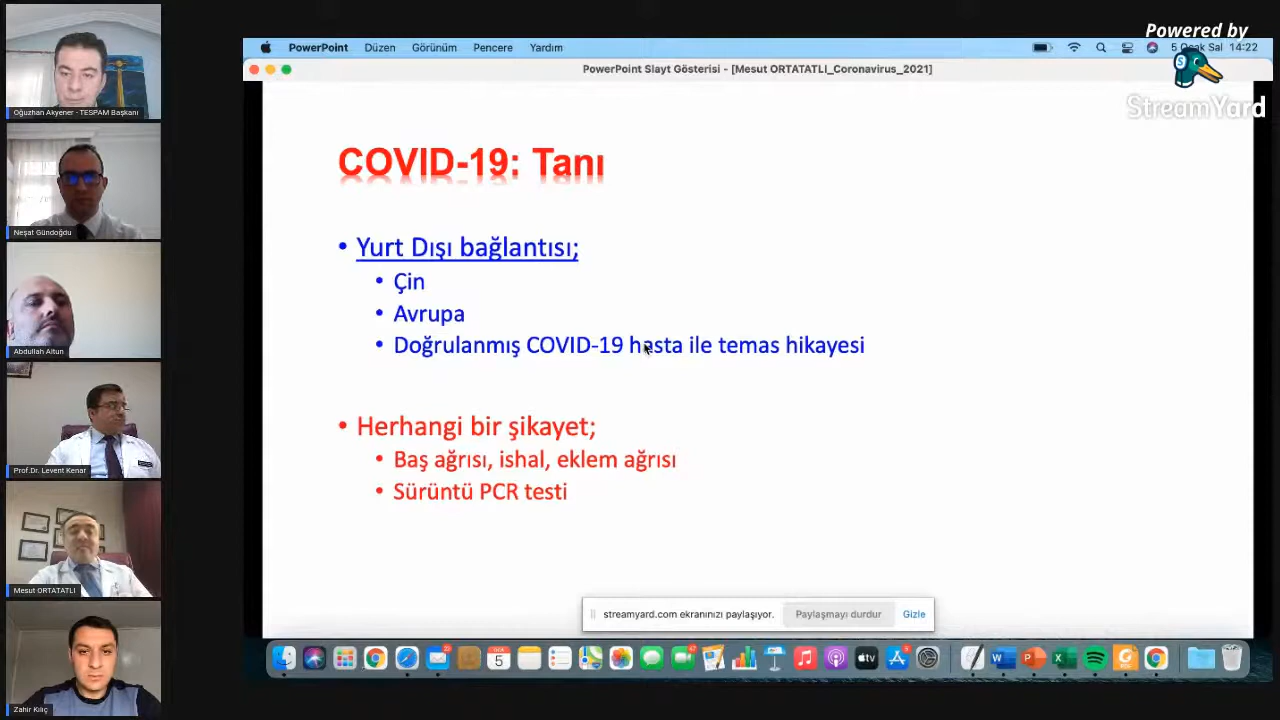 Powered by
StreamYard
PowerPoint Düzen Görünüm Pencere Yardım
5 Ocak Sal 14:22
PowerPoint Slayt Gösterisi - [Mesut ORTATATLI_Coronavirus_2021]
COVID-19: Tanı
• Yurt Dışı bağlantısı;
• Çin
• Avrupa
• Doğrulanmış COVID-19 hasta ile temas hikayesi
• Herhangi bir şikayet;
• Baş ağrısı, ishal, eklem ağrısı
• Sürüntü PCR testi
streamyard.com ekranınızı paylaşıyor. Paylaşmayı durdur Gizle
Oğuzhan Akyener - TESPAM Başkanı
Neşat Gündoğdu
Abdullah Altun
Prof.Dr. Levent Kenar
Mesut ORTATATLI
Zahir Kılıç